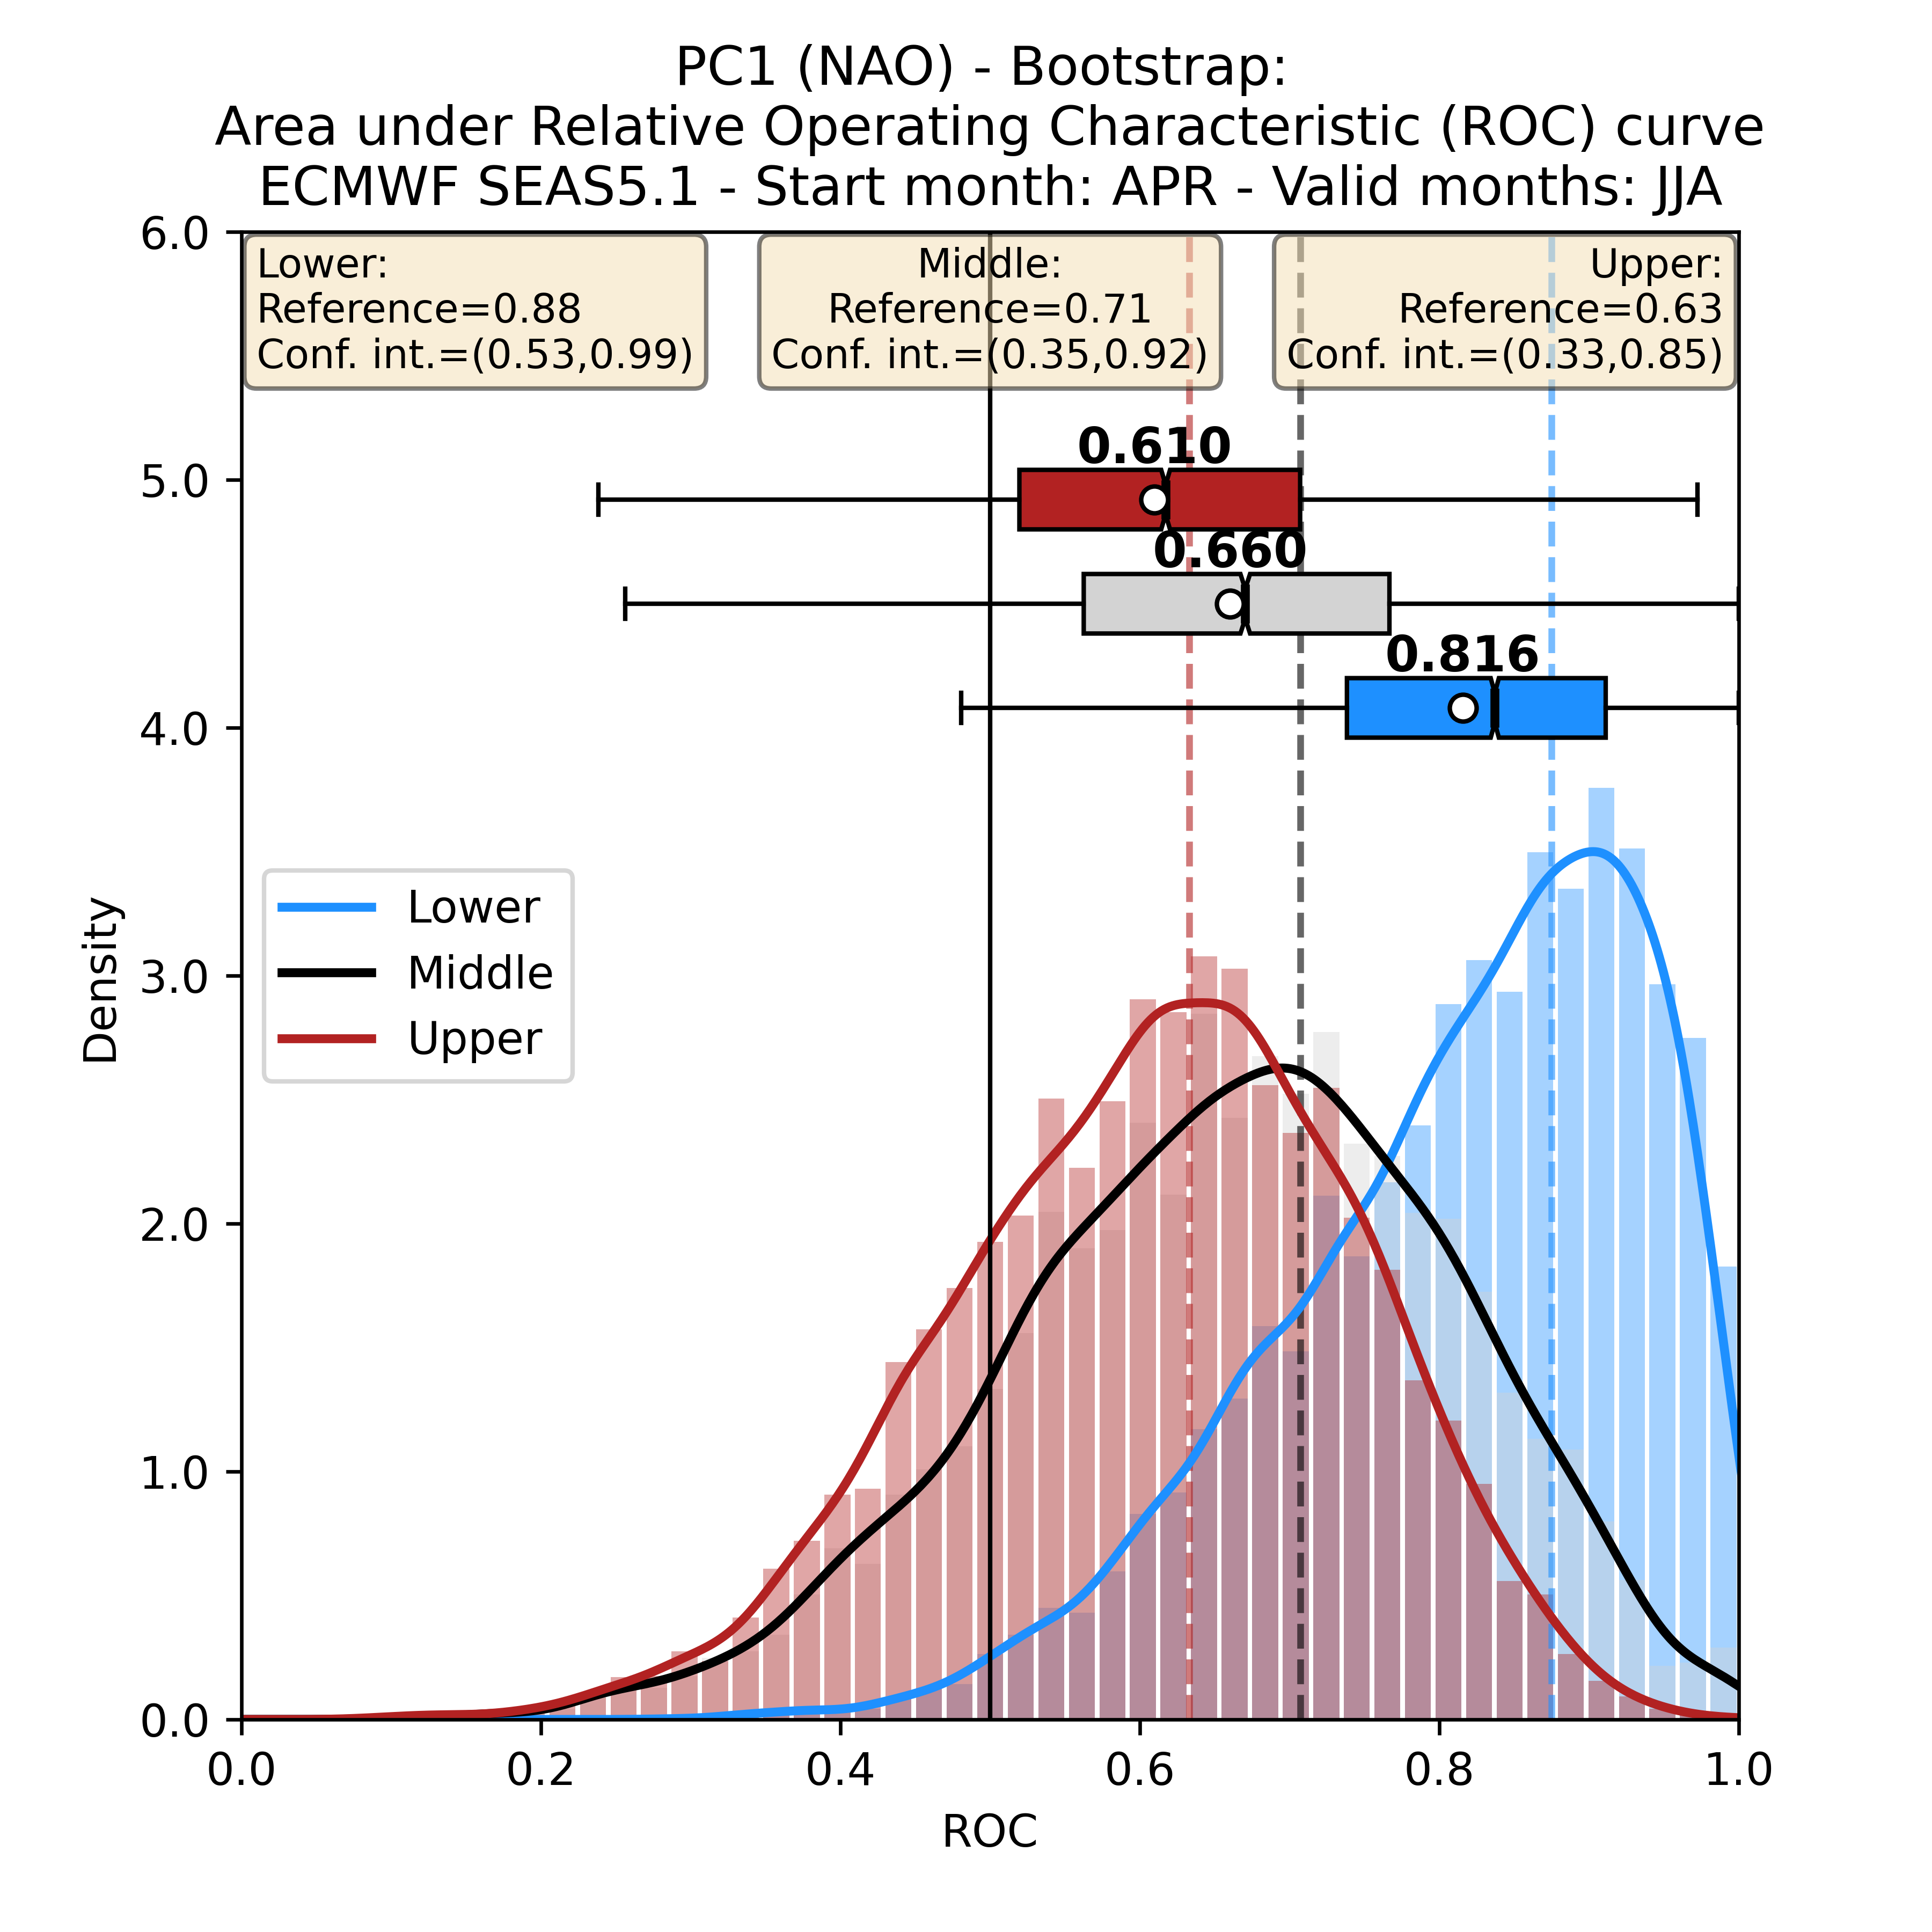 PC1 (NAO) - Bootstrap:
Area under Relative Operating Characteristic (ROC) curve
ECMWF SEAS5.1 - Start month: APR - Valid months: JJA
Lower:
Reference=0.88
Conf. int.=(0.53,0.99)
Middle:
Reference=0.71
Conf. int.=(0.35,0.92)
Upper:
Reference=0.63
Conf. int.=(0.33,0.85)
0.610
0.660
0.816
Lower
Middle
Upper
Density
6.0
5.0
4.0
3.0
2.0
1.0
0.0
0.0 0.2 0.4 0.6 0.8 1.0
ROC